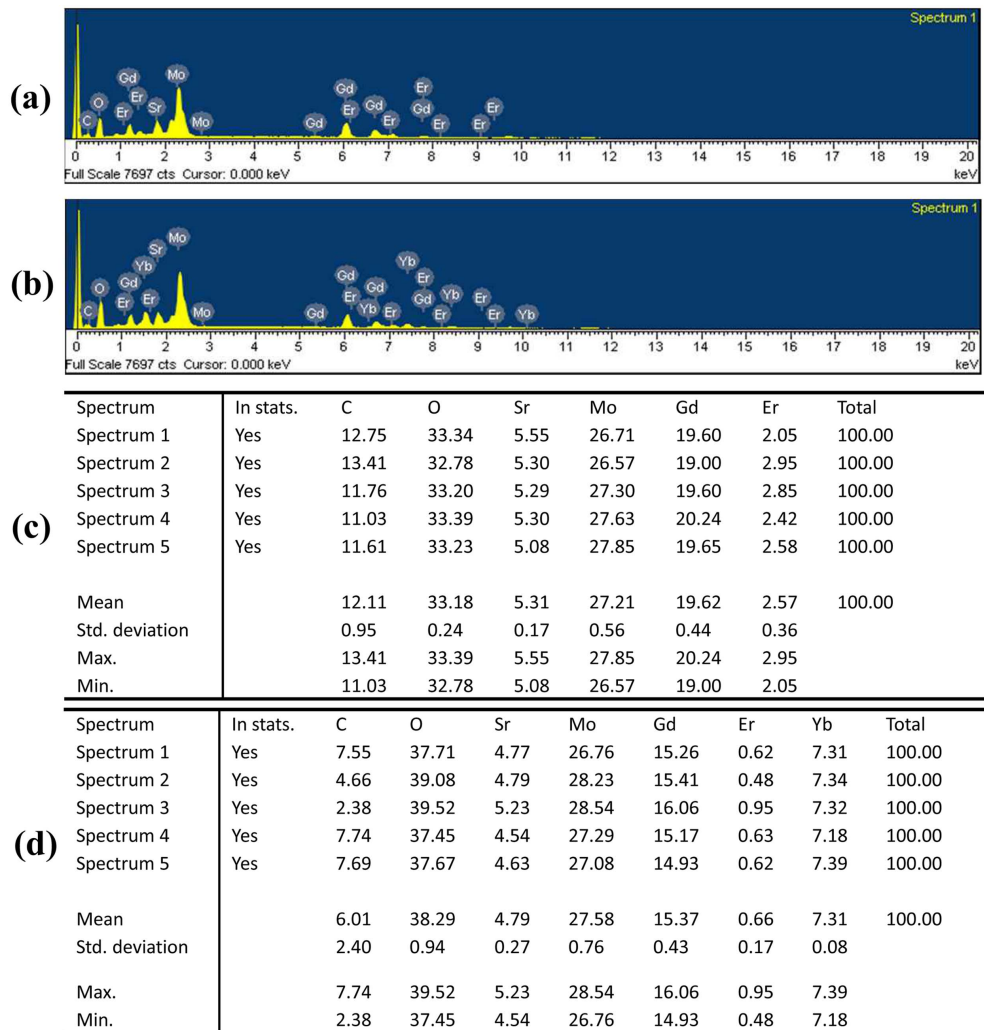 (a)
Spectrum 1
C O Er Gd Er Sr Mo Mo Gd Gd Er Gd Er Er Gd Er Er Er
0 1 2 3 4 5 6 7 8 9 10 11 12 13 14 15 16 17 18 19 20
Full Scale 7697 cts Cursor: 0.000 keV keV
(b)
Spectrum 1
C O Er Gd Yb Er Sr Mo Mo Gd Gd Er Yb Gd Er Yb Er Gd Er Yb Er Er Yb
0 1 2 3 4 5 6 7 8 9 10 11 12 13 14 15 16 17 18 19 20
Full Scale 7697 cts Cursor: 0.000 keV keV
(c)
Spectrum In stats. C O Sr Mo Gd Er Total
Spectrum 1 Yes 12.75 33.34 5.55 26.71 19.60 2.05 100.00
Spectrum 2 Yes 13.41 32.78 5.30 26.57 19.00 2.95 100.00
Spectrum 3 Yes 11.76 33.20 5.29 27.30 19.60 2.85 100.00
Spectrum 4 Yes 11.03 33.39 5.30 27.63 20.24 2.42 100.00
Spectrum 5 Yes 11.61 33.23 5.08 27.85 19.65 2.58 100.00
Mean 12.11 33.18 5.31 27.21 19.62 2.57 100.00
Std. deviation 0.95 0.24 0.17 0.56 0.44 0.36
Max. 13.41 33.39 5.55 27.85 20.24 2.95
Min. 11.03 32.78 5.08 26.57 19.00 2.05
(d)
Spectrum In stats. C O Sr Mo Gd Er Yb Total
Spectrum 1 Yes 7.55 37.71 4.77 26.76 15.26 0.62 7.31 100.00
Spectrum 2 Yes 4.66 39.08 4.79 28.23 15.41 0.48 7.34 100.00
Spectrum 3 Yes 2.38 39.52 5.23 28.54 16.06 0.95 7.32 100.00
Spectrum 4 Yes 7.74 37.45 4.54 27.29 15.17 0.63 7.18 100.00
Spectrum 5 Yes 7.69 37.67 4.63 27.08 14.93 0.62 7.39 100.00
Mean 6.01 38.29 4.79 27.58 15.37 0.66 7.31 100.00
Std. deviation 2.40 0.94 0.27 0.76 0.43 0.17 0.08
Max. 7.74 39.52 5.23 28.54 16.06 0.95 7.39
Min. 2.38 37.45 4.54 26.76 14.93 0.48 7.18